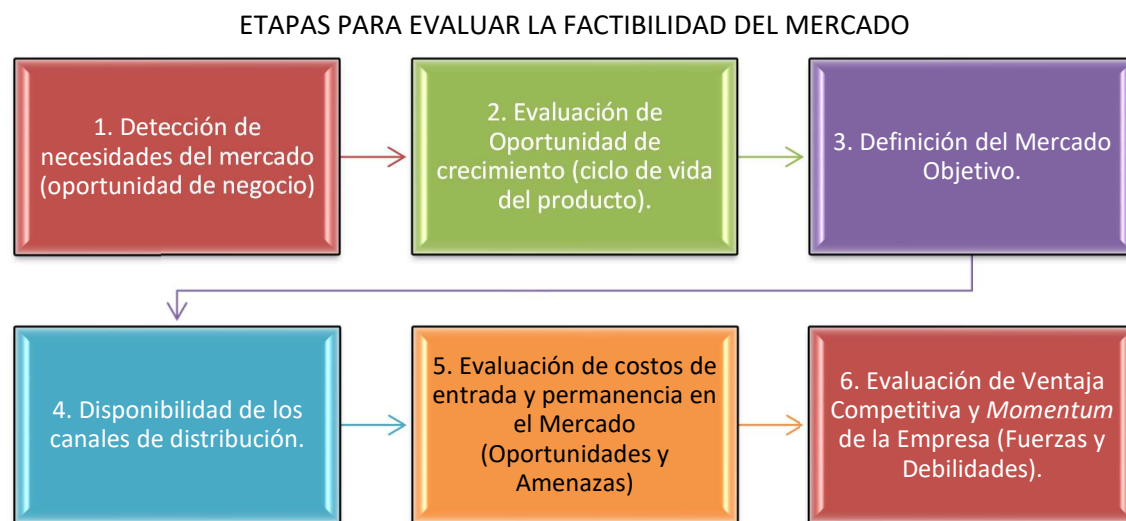 ETAPAS PARA EVALUAR LA FACTIBILIDAD DEL MERCADO
1. Detección de
necesidades del mercado
(oportunidad de negocio)
2. Evaluación de
Oportunidad de
crecimiento (ciclo de vida
del producto).
3. Definición del Mercado
Objetivo.
4. Disponibilidad de los
canales de distribución.
5. Evaluación de costos de
entrada y permanencia en
el Mercado
(Oportunidades y
Amenazas)
6. Evaluación de Ventaja
Competitiva y Momentum
de la Empresa (Fuerzas y
Debilidades).